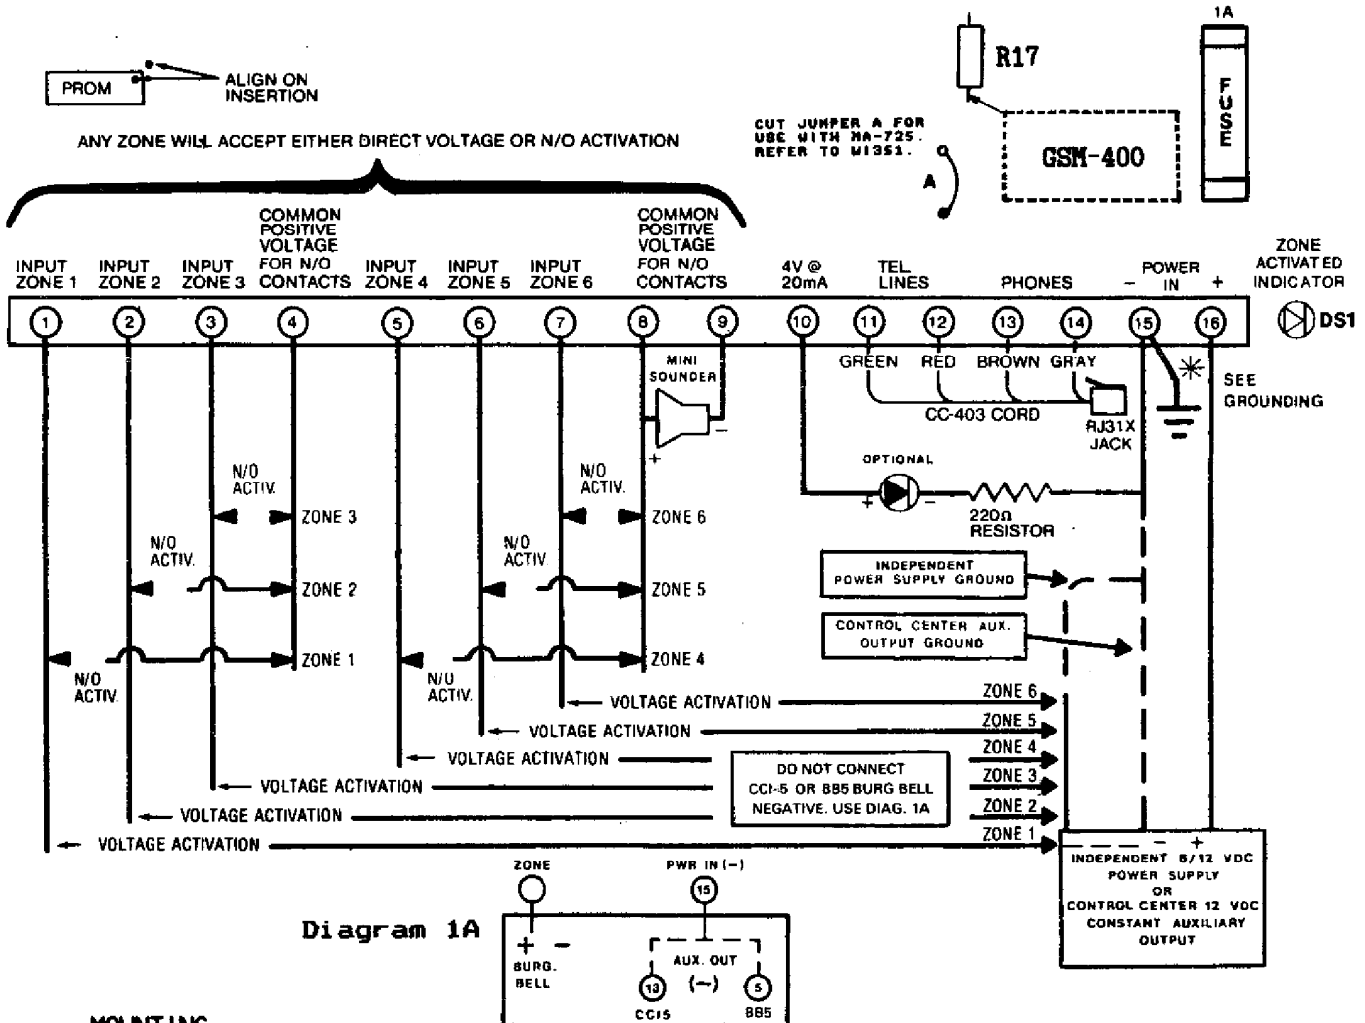 1A
R17
FUSE
PROM
ALIGN ON
INSERTION
CUT JUMPER A FOR
USE WITH MA-725.
REFER TO WI351.
A
GSM-400
ANY ZONE WILL ACCEPT EITHER DIRECT VOLTAGE OR N/O ACTIVATION
INPUT
ZONE 1
INPUT
ZONE 2
INPUT
ZONE 3
COMMON
POSITIVE
VOLTAGE
FOR N/O
CONTACTS
INPUT
ZONE 4
INPUT
ZONE 5
INPUT
ZONE 6
COMMON
POSITIVE
VOLTAGE
FOR N/O
CONTACTS
4V @
20mA
TEL.
LINES
PHONES
POWER
- IN +
ZONE
ACTIVATED
INDICATOR
1 2 3 4 5 6 7 8 9 10 11 12 13 14 15 16
DS1
MINI
SOUNDER
+ -
GREEN RED BROWN GRAY
CC-403 CORD
RJ31X
JACK
SEE
GROUNDING
OPTIONAL
+ -
220Ω
RESISTOR
N/O
ACTIV.
ZONE 3
N/O
ACTIV.
ZONE 6
N/O
ACTIV.
ZONE 2
N/O
ACTIV.
ZONE 5
N/O
ACTIV.
ZONE 1
N/O
ACTIV.
ZONE 4
INDEPENDENT
POWER SUPPLY GROUND
CONTROL CENTER AUX.
OUTPUT GROUND
VOLTAGE ACTIVATION ZONE 6
VOLTAGE ACTIVATION ZONE 5
VOLTAGE ACTIVATION ZONE 4
VOLTAGE ACTIVATION ZONE 3
VOLTAGE ACTIVATION ZONE 2
VOLTAGE ACTIVATION ZONE 1
DO NOT CONNECT
CCI-5 OR BB5 BURG BELL
NEGATIVE. USE DIAG. 1A
- +
INDEPENDENT 6/12 VDC
POWER SUPPLY
OR
CONTROL CENTER 12 VDC
CONSTANT AUXILIARY
OUTPUT
ZONE
PWR IN (-)
15
Diagram 1A
+ -
BURG.
BELL
AUX. OUT
(-)
13
5
CCI5
BB5
MOUNTING